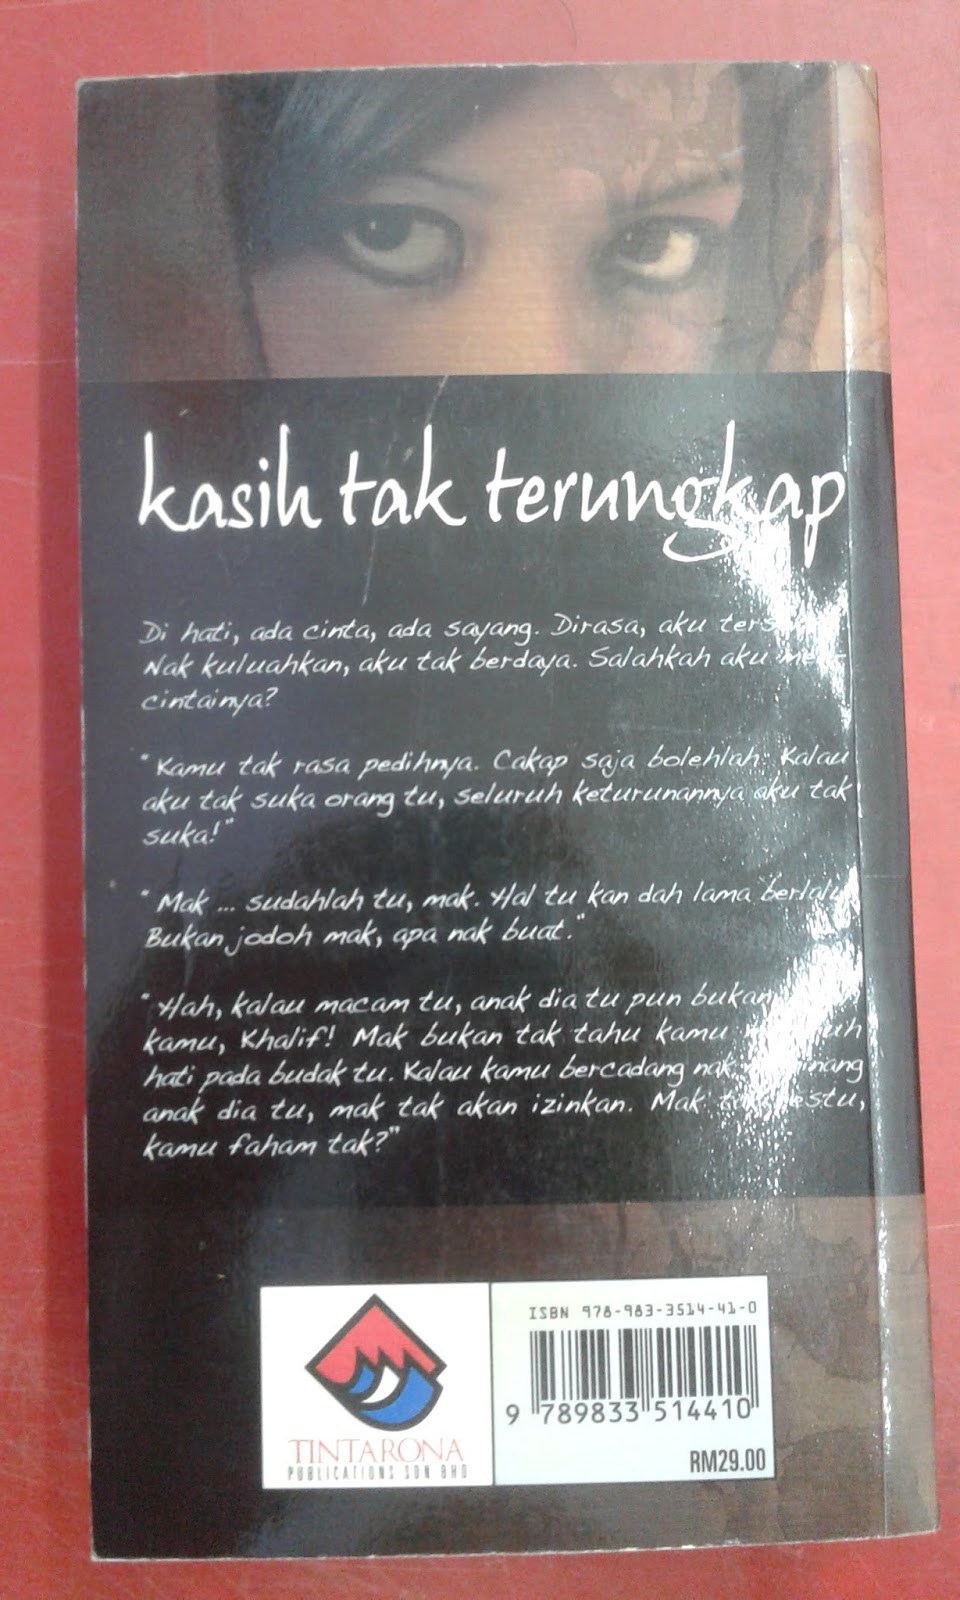 kasih tak terungkap
Di hati, ada cinta, ada sayang. Dirasa, aku
Nak kuluahkan, aku tak berdaya. Salahkah aku men-
cintainya?
"Kamu tak rasa pedihnya. Cakap saja bolehlah. Kalau
aku tak suka orang tu, seluruh keturunannya aku tak
suka!"
"Mak ... sudahlah tu, mak. Hal tu kan dah lama berlalu.
Bukan jodoh mak, apa nak buat."
"Hah, kalau macam tu, anak dia tu pun bukan
kamu, Khalif! Mak bukan tak tahu kamu
hati pada budak tu. Kalau kamu bercadang nak
anak dia tu, mak tak akan izinkan. Mak tak restu,
kamu faham tak?"
ISBN 978-983-3514-41-0
9 789833 514410
TINTARONA
PUBLICATIONS SDN BHD
RM29.00